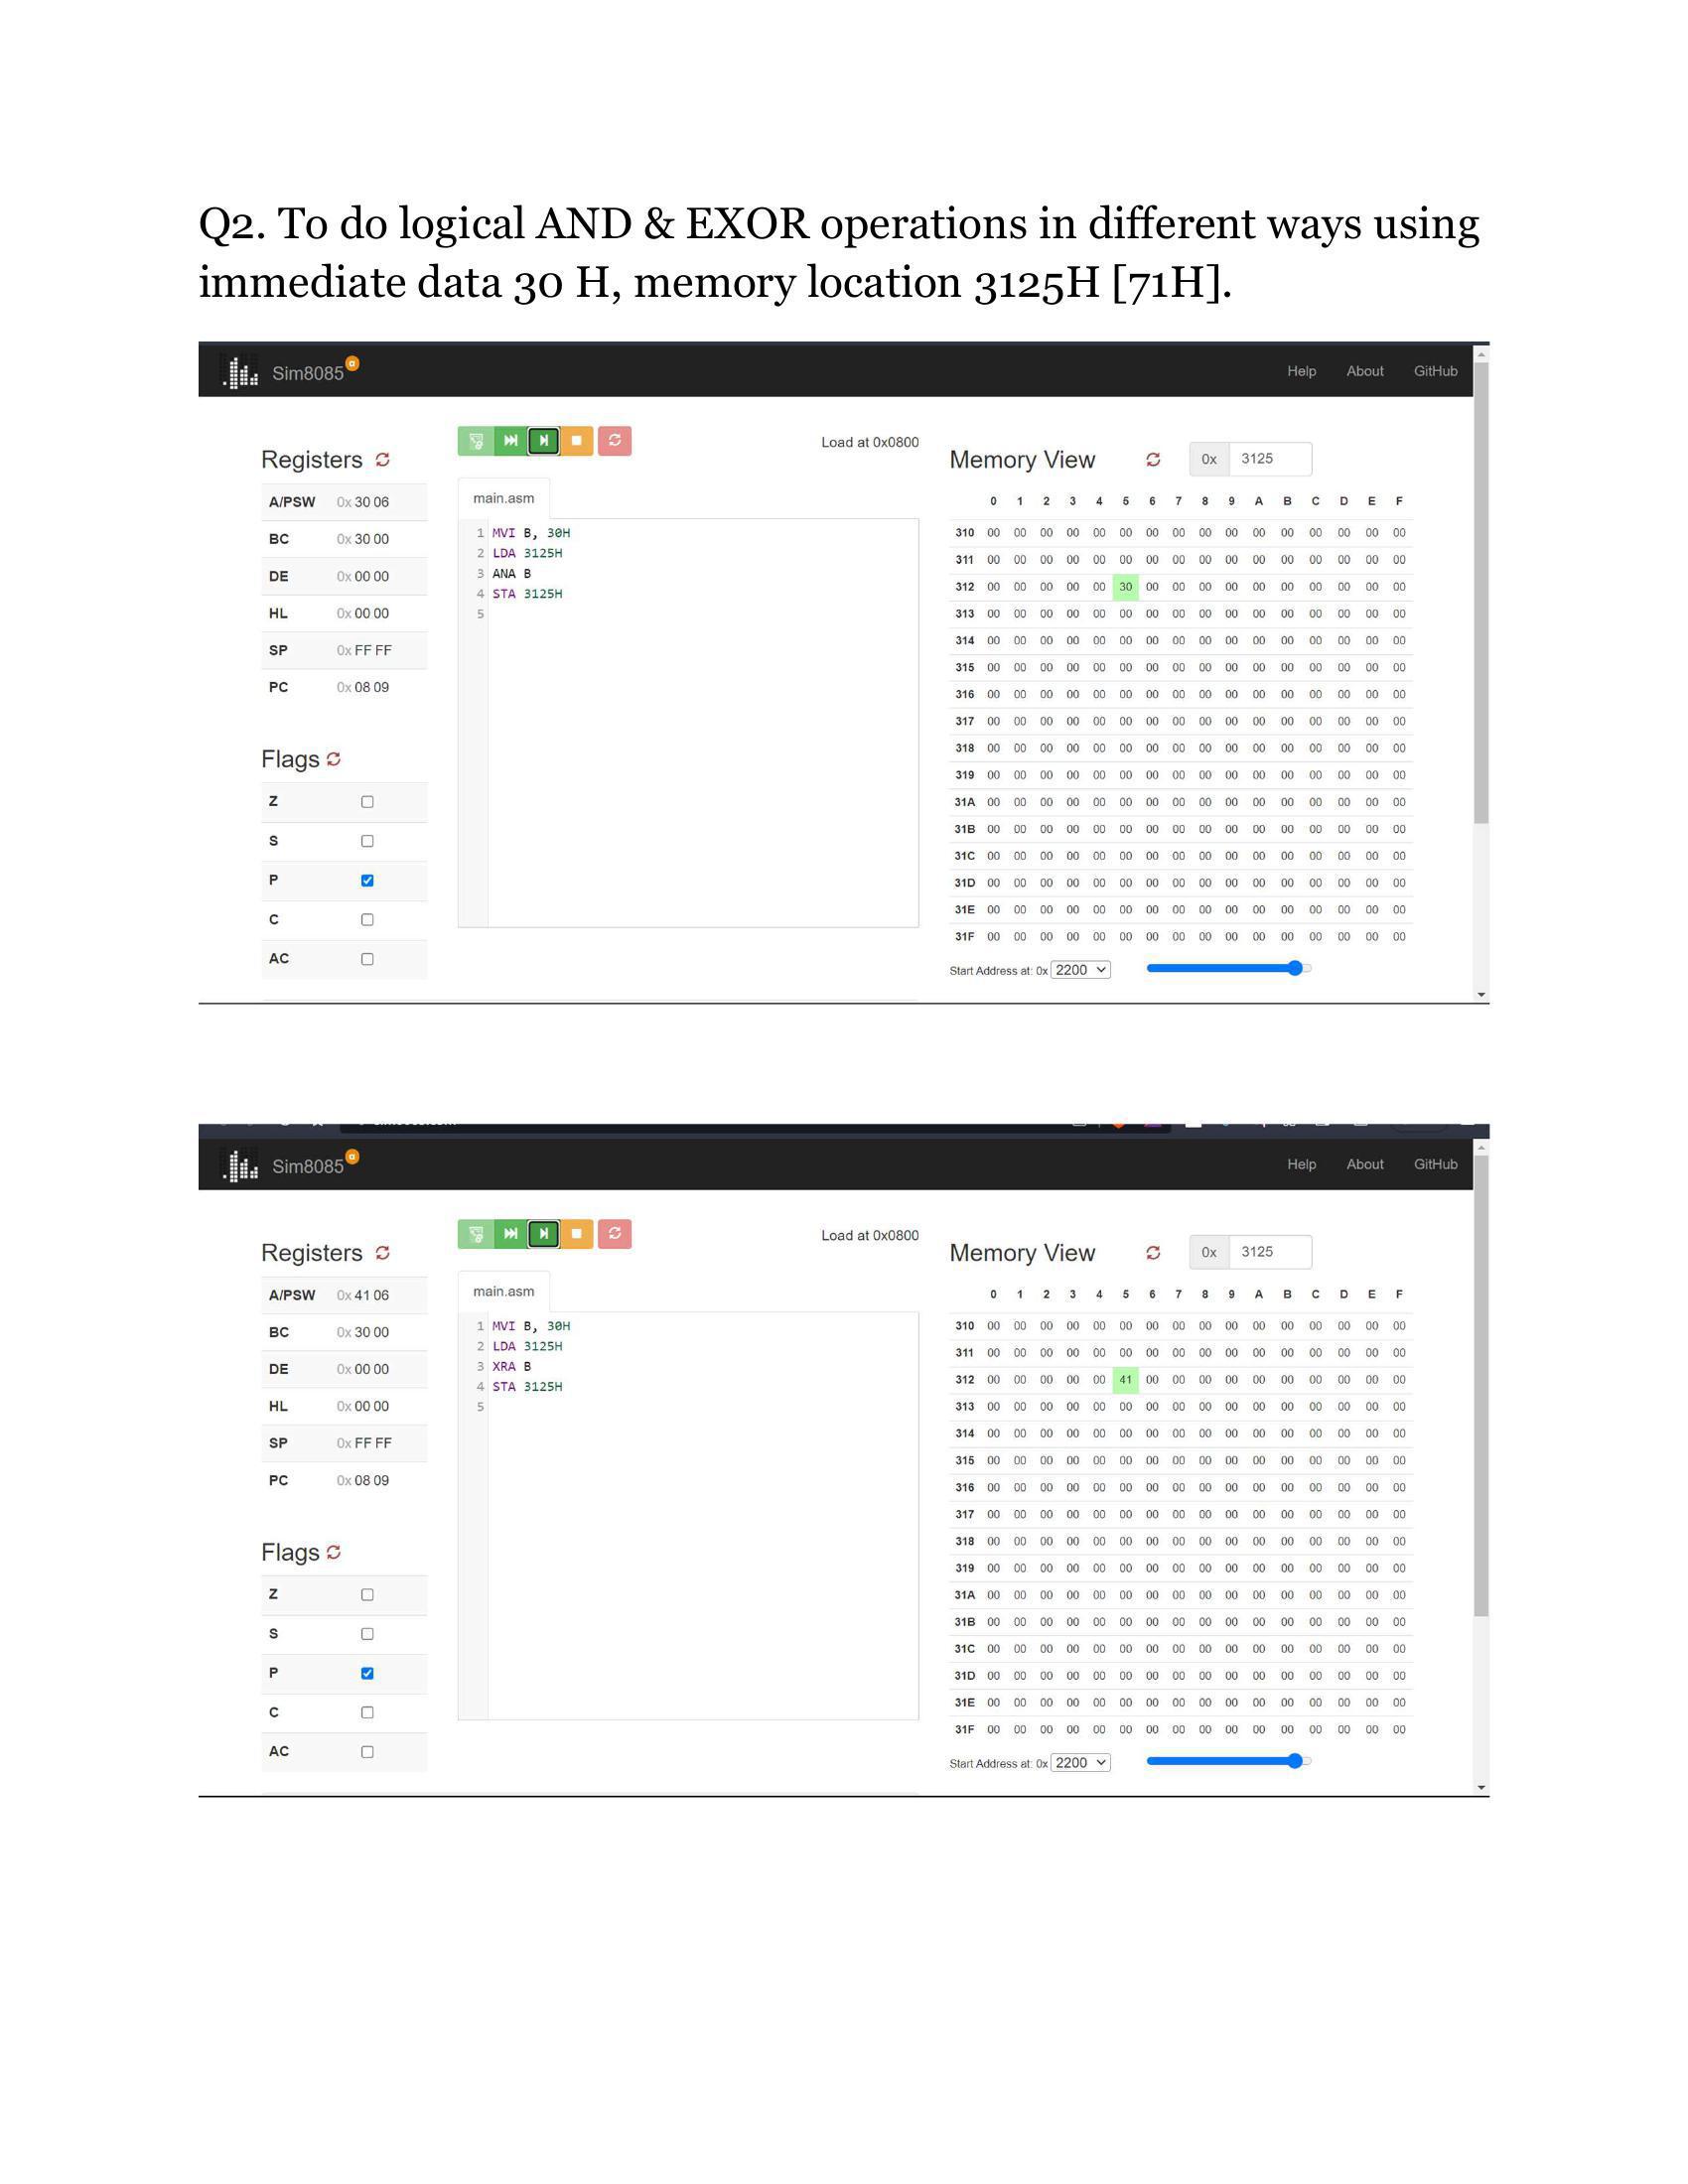 Q2. To do logical AND & EXOR operations in different ways using
immediate data 30 H, memory location 3125H [71H].
Sim8085 α
Help About GitHub
Load at 0x0800
Registers
A/PSW 0x 30 06
BC 0x 30 00
DE 0x 00 00
HL 0x 00 00
SP 0x FF FF
PC 0x 08 09
Flags
Z
S
P
C
AC
main.asm
1 MVI B, 30H
2 LDA 3125H
3 ANA B
4 STA 3125H
5
Memory View 0x 3125
0 1 2 3 4 5 6 7 8 9 A B C D E F
310 00 00 00 00 00 00 00 00 00 00 00 00 00 00 00 00
311 00 00 00 00 00 00 00 00 00 00 00 00 00 00 00 00
312 00 00 00 00 00 30 00 00 00 00 00 00 00 00 00 00
313 00 00 00 00 00 00 00 00 00 00 00 00 00 00 00 00
314 00 00 00 00 00 00 00 00 00 00 00 00 00 00 00 00
315 00 00 00 00 00 00 00 00 00 00 00 00 00 00 00 00
316 00 00 00 00 00 00 00 00 00 00 00 00 00 00 00 00
317 00 00 00 00 00 00 00 00 00 00 00 00 00 00 00 00
318 00 00 00 00 00 00 00 00 00 00 00 00 00 00 00 00
319 00 00 00 00 00 00 00 00 00 00 00 00 00 00 00 00
31A 00 00 00 00 00 00 00 00 00 00 00 00 00 00 00 00
31B 00 00 00 00 00 00 00 00 00 00 00 00 00 00 00 00
31C 00 00 00 00 00 00 00 00 00 00 00 00 00 00 00 00
31D 00 00 00 00 00 00 00 00 00 00 00 00 00 00 00 00
31E 00 00 00 00 00 00 00 00 00 00 00 00 00 00 00 00
31F 00 00 00 00 00 00 00 00 00 00 00 00 00 00 00 00
Start Address at: 0x 2200
Sim8085 α
Help About GitHub
Load at 0x0800
Registers
A/PSW 0x 41 06
BC 0x 30 00
DE 0x 00 00
HL 0x 00 00
SP 0x FF FF
PC 0x 08 09
Flags
Z
S
P
C
AC
main.asm
1 MVI B, 30H
2 LDA 3125H
3 XRA B
4 STA 3125H
5
Memory View 0x 3125
0 1 2 3 4 5 6 7 8 9 A B C D E F
310 00 00 00 00 00 00 00 00 00 00 00 00 00 00 00 00
311 00 00 00 00 00 00 00 00 00 00 00 00 00 00 00 00
312 00 00 00 00 00 41 00 00 00 00 00 00 00 00 00 00
313 00 00 00 00 00 00 00 00 00 00 00 00 00 00 00 00
314 00 00 00 00 00 00 00 00 00 00 00 00 00 00 00 00
315 00 00 00 00 00 00 00 00 00 00 00 00 00 00 00 00
316 00 00 00 00 00 00 00 00 00 00 00 00 00 00 00 00
317 00 00 00 00 00 00 00 00 00 00 00 00 00 00 00 00
318 00 00 00 00 00 00 00 00 00 00 00 00 00 00 00 00
319 00 00 00 00 00 00 00 00 00 00 00 00 00 00 00 00
31A 00 00 00 00 00 00 00 00 00 00 00 00 00 00 00 00
31B 00 00 00 00 00 00 00 00 00 00 00 00 00 00 00 00
31C 00 00 00 00 00 00 00 00 00 00 00 00 00 00 00 00
31D 00 00 00 00 00 00 00 00 00 00 00 00 00 00 00 00
31E 00 00 00 00 00 00 00 00 00 00 00 00 00 00 00 00
31F 00 00 00 00 00 00 00 00 00 00 00 00 00 00 00 00
Start Address at: 0x 2200